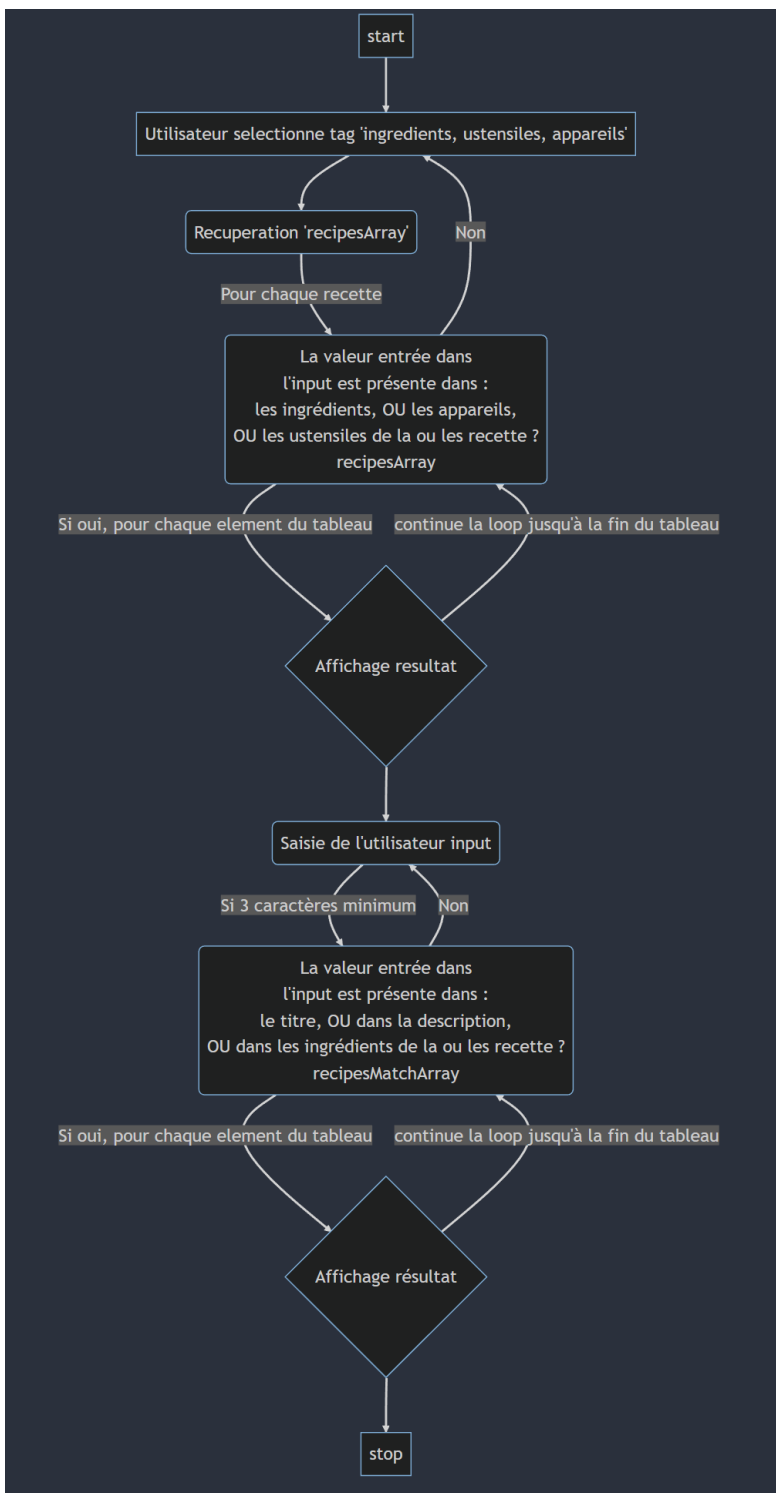 start
Utilisateur selectionne tag 'ingredients, ustensiles, appareils'
Recuperation 'recipesArray'
Non
Pour chaque recette
La valeur entrée dans
l'input est présente dans :
les ingrédients, OU les appareils,
OU les ustensiles de la ou les recette ?
recipesArray
Si oui, pour chaque element du tableau
continue la loop jusqu'à la fin du tableau
Affichage resultat
Saisie de l'utilisateur input
Si 3 caractères minimum
Non
La valeur entrée dans
l'input est présente dans :
le titre, OU dans la description,
OU dans les ingrédients de la ou les recette ?
recipesMatchArray
Si oui, pour chaque element du tableau
continue la loop jusqu'à la fin du tableau
Affichage résultat
stop